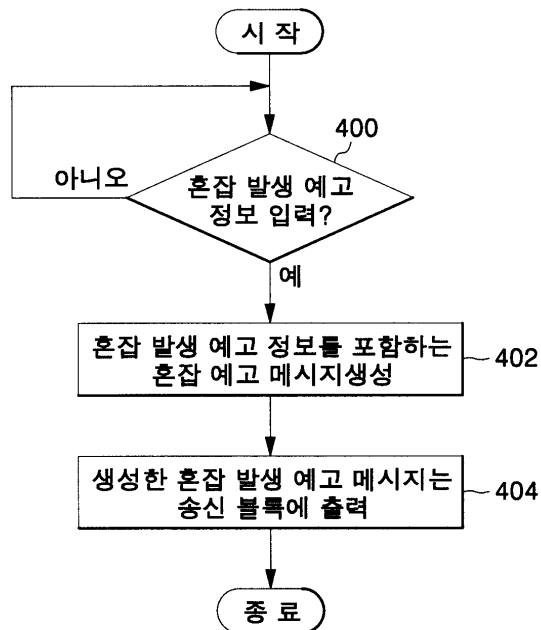 시 작
400
아니오
혼잡 발생 예고
정보 입력?
예
혼잡 발생 예고 정보를 포함하는
혼잡 예고 메시지생성
402
생성한 혼잡 발생 예고 메시지는
송신 블록에 출력
404
종 료